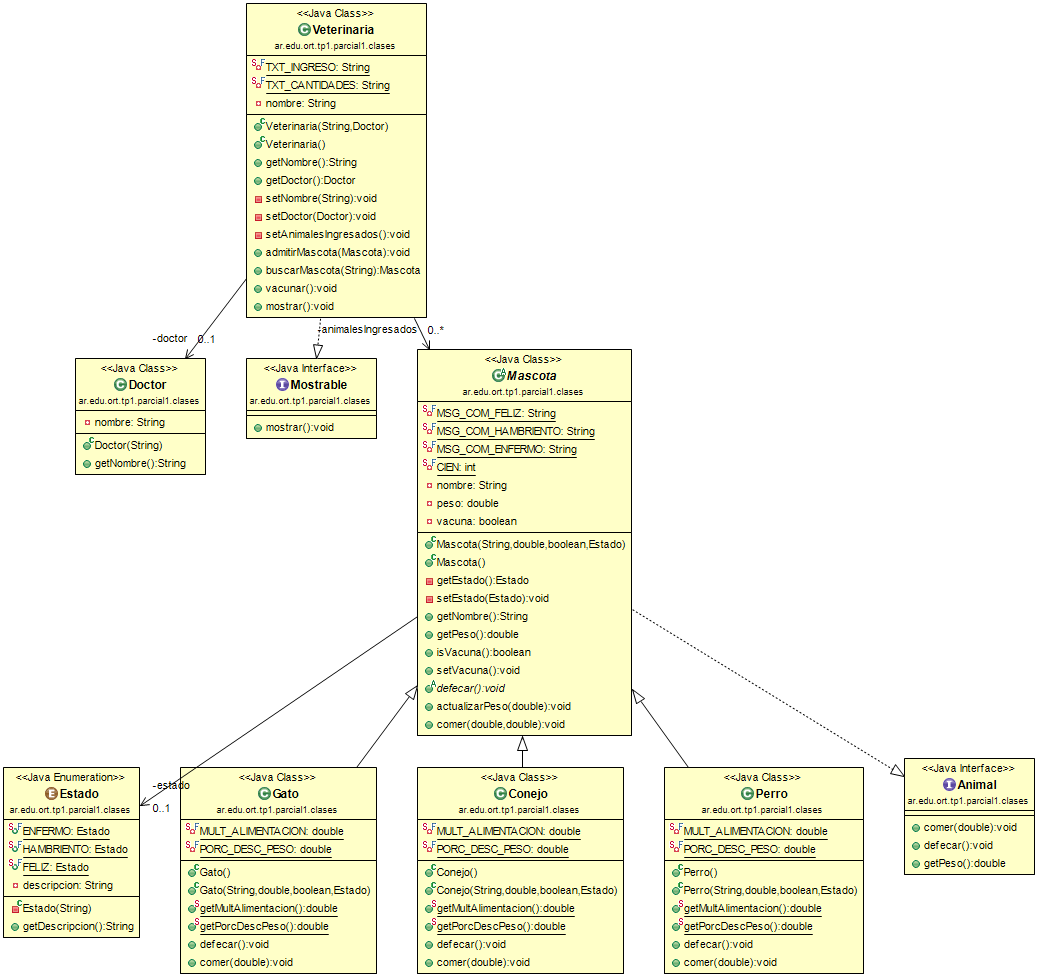 <<Java Class>>
Veterinaria
ar.edu.ort.tp1.parcial1.clases
TXT_INGRESO: String
TXT_CANTIDADES: String
nombre: String
Veterinaria(String,Doctor)
Veterinaria()
getNombre():String
getDoctor():Doctor
setNombre(String):void
setDoctor(Doctor):void
setAnimalesIngresados():void
admitirMascota(Mascota):void
buscarMascota(String):Mascota
vacunar():void
mostrar():void
-doctor 0..1
-animalesIngresados 0..*
<<Java Class>>
Doctor
ar.edu.ort.tp1.parcial1.clases
nombre: String
Doctor(String)
getNombre():String
<<Java Interface>>
Mostrable
ar.edu.ort.tp1.parcial1.clases
mostrar():void
<<Java Class>>
Mascota
ar.edu.ort.tp1.parcial1.clases
MSG_COM_FELIZ: String
MSG_COM_HAMBRIENTO: String
MSG_COM_ENFERMO: String
CIEN: int
nombre: String
peso: double
vacuna: boolean
Mascota(String,double,boolean,Estado)
Mascota()
getEstado():Estado
setEstado(Estado):void
getNombre():String
getPeso():double
isVacuna():boolean
setVacuna():void
defecar():void
actualizarPeso(double):void
comer(double,double):void
-estado
0..1
<<Java Enumeration>>
Estado
ar.edu.ort.tp1.parcial1.clases
ENFERMO: Estado
HAMBRIENTO: Estado
FELIZ: Estado
descripcion: String
Estado(String)
getDescripcion():String
<<Java Class>>
Gato
ar.edu.ort.tp1.parcial1.clases
MULT_ALIMENTACION: double
PORC_DESC_PESO: double
Gato()
Gato(String,double,boolean,Estado)
getMultAlimentacion():double
getPorcDescPeso():double
defecar():void
comer(double):void
<<Java Class>>
Conejo
ar.edu.ort.tp1.parcial1.clases
MULT_ALIMENTACION: double
PORC_DESC_PESO: double
Conejo()
Conejo(String,double,boolean,Estado)
getMultAlimentacion():double
getPorcDescPeso():double
defecar():void
comer(double):void
<<Java Class>>
Perro
ar.edu.ort.tp1.parcial1.clases
MULT_ALIMENTACION: double
PORC_DESC_PESO: double
Perro()
Perro(String,double,boolean,Estado)
getMultAlimentacion():double
getPorcDescPeso():double
defecar():void
comer(double):void
<<Java Interface>>
Animal
ar.edu.ort.tp1.parcial1.clases
comer(double):void
defecar():void
getPeso():double